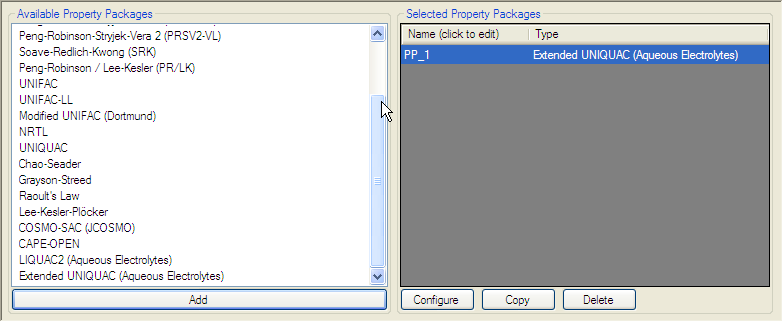 Available Property Packages
Peng-Robinson-Stryjek-Vera 2 (PRSV2-VL)
Soave-Redlich-Kwong (SRK)
Peng-Robinson / Lee-Kesler (PR/LK)
UNIFAC
UNIFAC-LL
Modified UNIFAC (Dortmund)
NRTL
UNIQUAC
Chao-Seader
Grayson-Streed
Raoult's Law
Lee-Kesler-Plöcker
COSMO-SAC (JCOSMO)
CAPE-OPEN
LIQUAC2 (Aqueous Electrolytes)
Extended UNIQUAC (Aqueous Electrolytes)
Add
Selected Property Packages
Name (click to edit) Type
PP_1 Extended UNIQUAC (Aqueous Electrolytes)
Configure Copy Delete